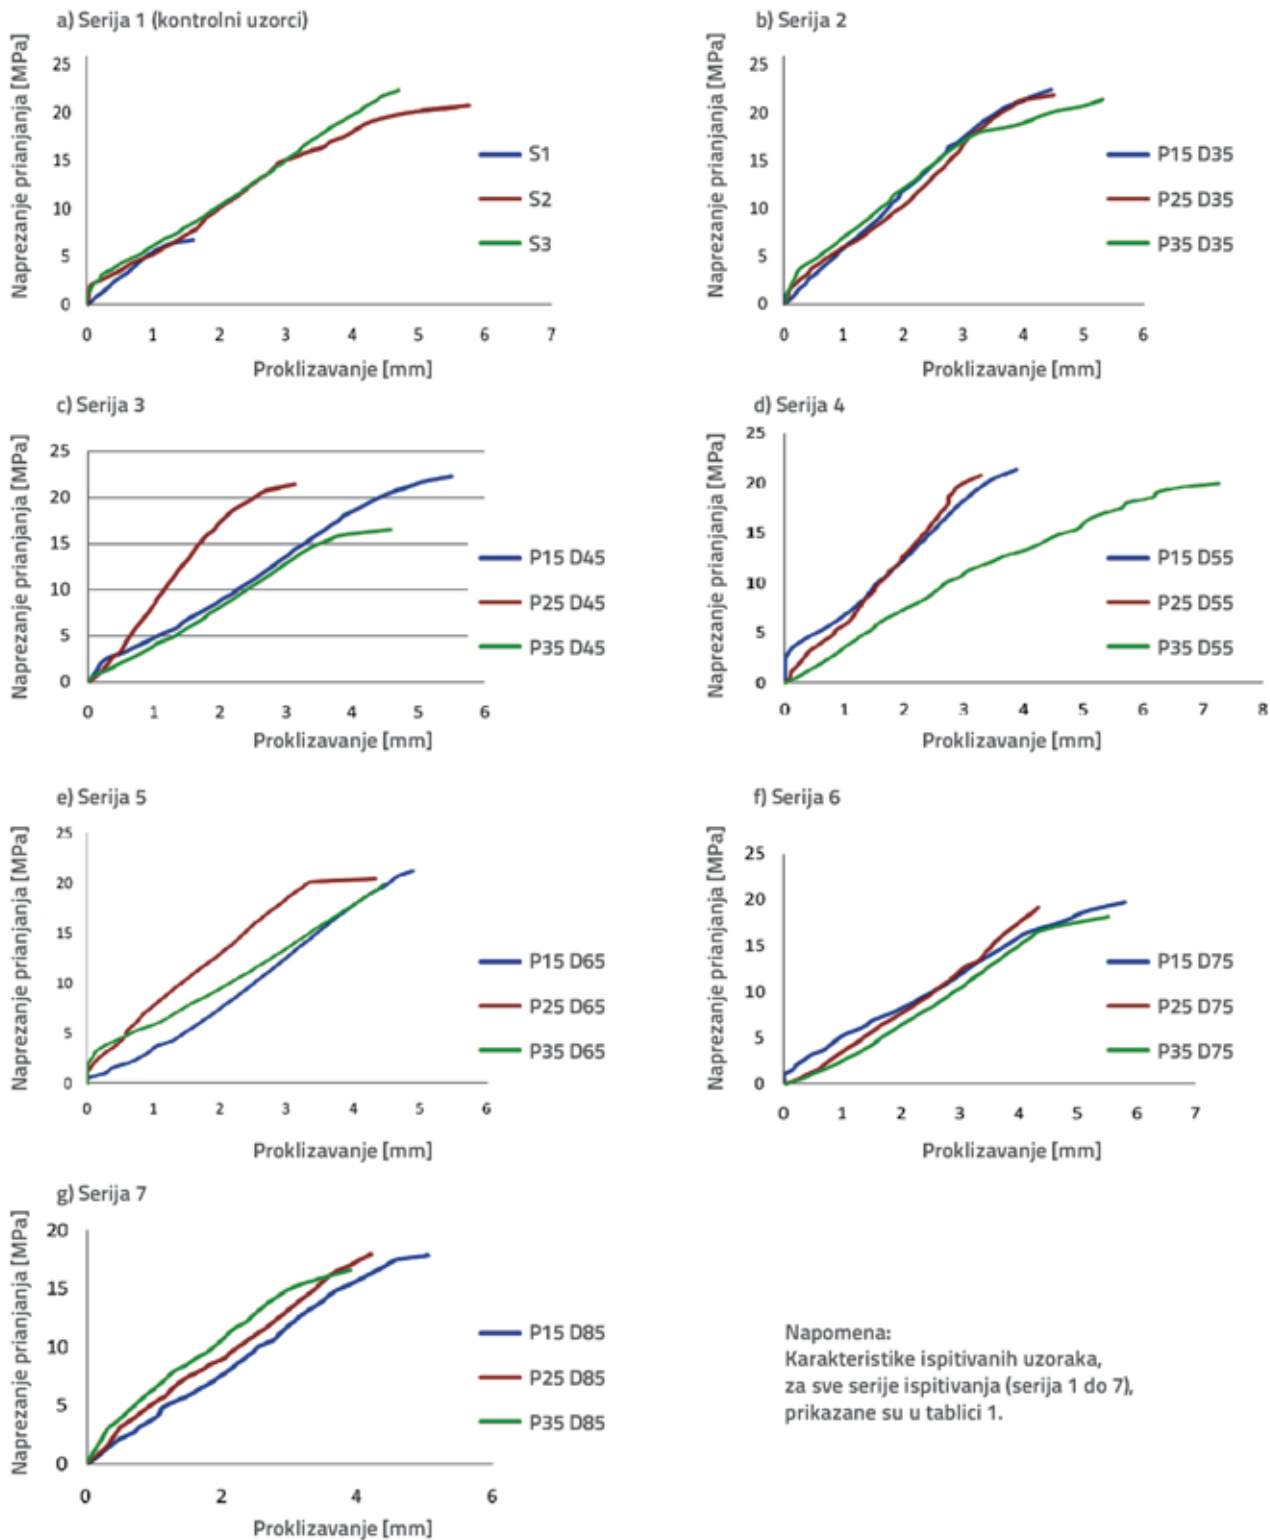 a) Serija 1 (kontrolni uzorci)
Naprezanje prianjanja [MPa]
25
20
15
10
5
0
0 1 2 3 4 5 6 7
Proklizavanje [mm]
S1
S2
S3
b) Serija 2
Naprezanje prianjanja [MPa]
25
20
15
10
5
0
0 1 2 3 4 5 6
Proklizavanje [mm]
P15 D35
P25 D35
P35 D35
c) Serija 3
Naprezanje prianjanja [MPa]
25
20
15
10
5
0
0 1 2 3 4 5 6
Proklizavanje [mm]
P15 D45
P25 D45
P35 D45
d) Serija 4
Naprezanje prianjanja [MPa]
25
20
15
10
5
0
0 1 2 3 4 5 6 7 8
Proklizavanje [mm]
P15 D55
P25 D55
P35 D55
e) Serija 5
Naprezanje prianjanja [MPa]
25
20
15
10
5
0
0 1 2 3 4 5 6
Proklizavanje [mm]
P15 D65
P25 D65
P35 D65
f) Serija 6
Naprezanje prianjanja [MPa]
25
20
15
10
5
0
0 1 2 3 4 5 6 7
Proklizavanje [mm]
P15 D75
P25 D75
P35 D75
g) Serija 7
Naprezanje prianjanja [MPa]
20
15
10
5
0
0 2 4 6
Proklizavanje [mm]
P15 D85
P25 D85
P35 D85
Napomena:
Karakteristike ispitivanih uzoraka,
za sve serije ispitivanja (serija 1 do 7),
prikazane su u tablici 1.